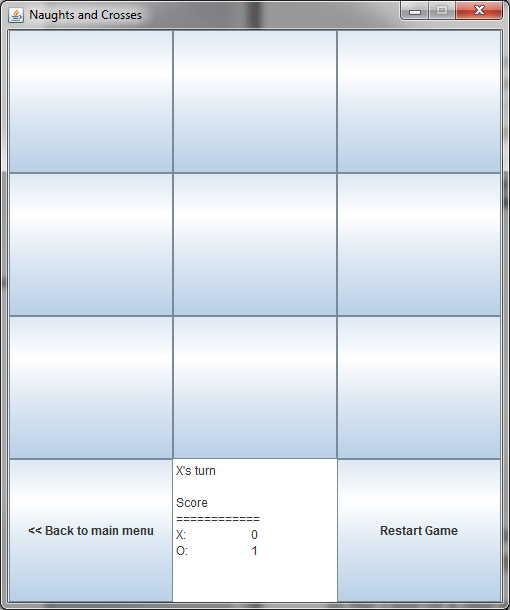 Naughts and Crosses
X's turn
Score
============
X: 0
O: 1
<< Back to main menu
Restart Game